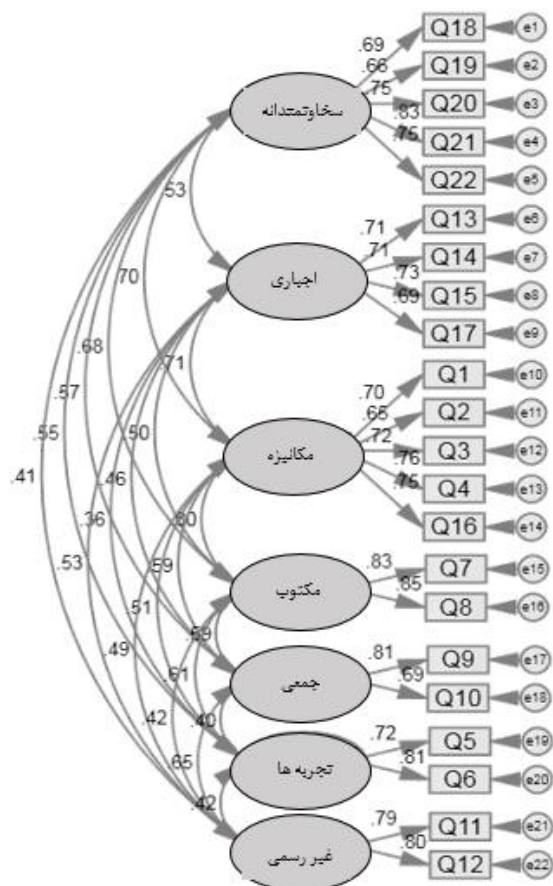 .69 Q18 e1
.66 Q19 e2
.75 Q20 e3
.83 Q21 e4
.75 Q22 e5
سخاوتمتدانه
.53
.71 Q13 e6
.71 Q14 e7
.73 Q15 e8
.69 Q17 e9
اجباری
.70
.68 .71
.57
.55 .50
.41 .46
.36 .80
.53 .59
.51
.49 .59
.61
.42 .40
.65
.42
.70 Q1 e10
.65 Q2 e11
.72 Q3 e12
.76 Q4 e13
.75 Q16 e14
مکانیزه
.83 Q7 e15
.85 Q8 e16
مکتوب
.81 Q9 e17
.69 Q10 e18
جمعی
.72 Q5 e19
.81 Q6 e20
تجربه ها
.79 Q11 e21
.80 Q12 e22
غیر رسمی